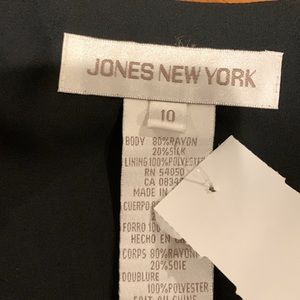 JONES NEW YORK
10
BODY 80%RAYON
20%SILK
LINING 100%POLYESTER
RN 54050
CA
MADE IN
CUERPO
FORRO 100%
HECHO EN
CORPS 80%RAYON
20%SOIE
DOUBLURE
100%POLYESTER